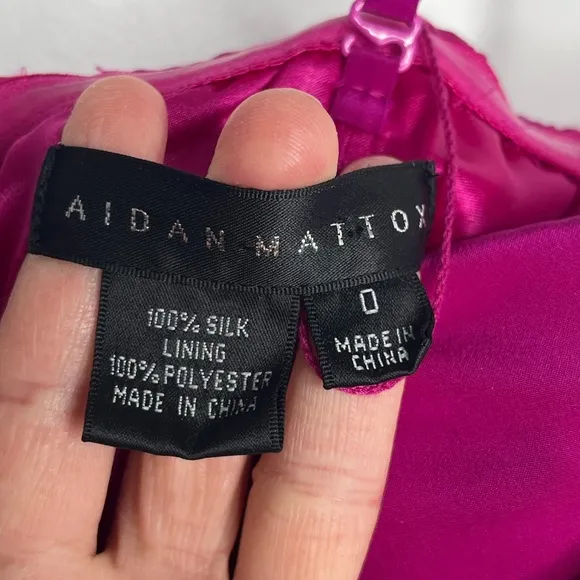 AIDAN MATTOX
100% SILK
LINING
100% POLYESTER
MADE IN CHINA
0
MADE IN
CHINA